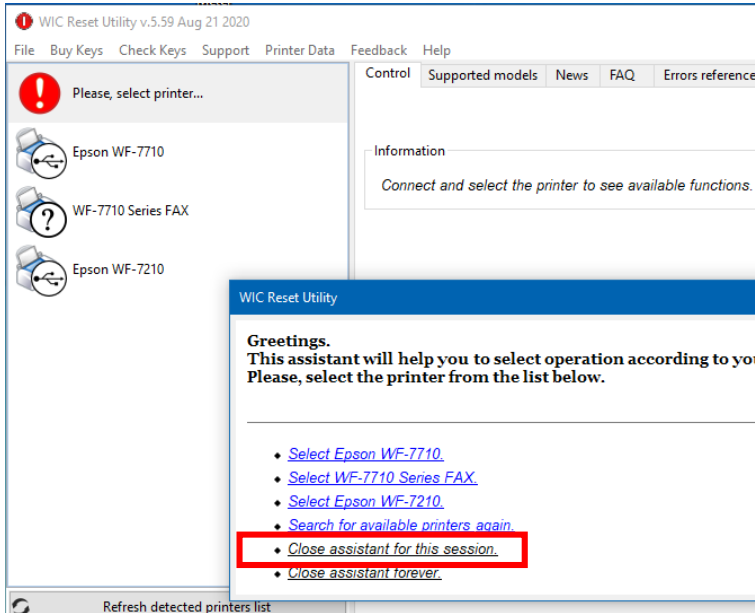 WIC Reset Utility v.5.59 Aug 21 2020
File Buy Keys Check Keys Support Printer Data Feedback Help
Please, select printer...
Epson WF-7710
WF-7710 Series FAX
Epson WF-7210
Refresh detected printers list
Control Supported models News FAQ Errors reference
Information
Connect and select the printer to see available functions.
WIC Reset Utility
Greetings.
This assistant will help you to select operation according to
Please, select the printer from the list below.
Select Epson WF-7710.
Select WF-7710 Series FAX.
Select Epson WF-7210.
Search for available printers again.
Close assistant for this session.
Close assistant forever.